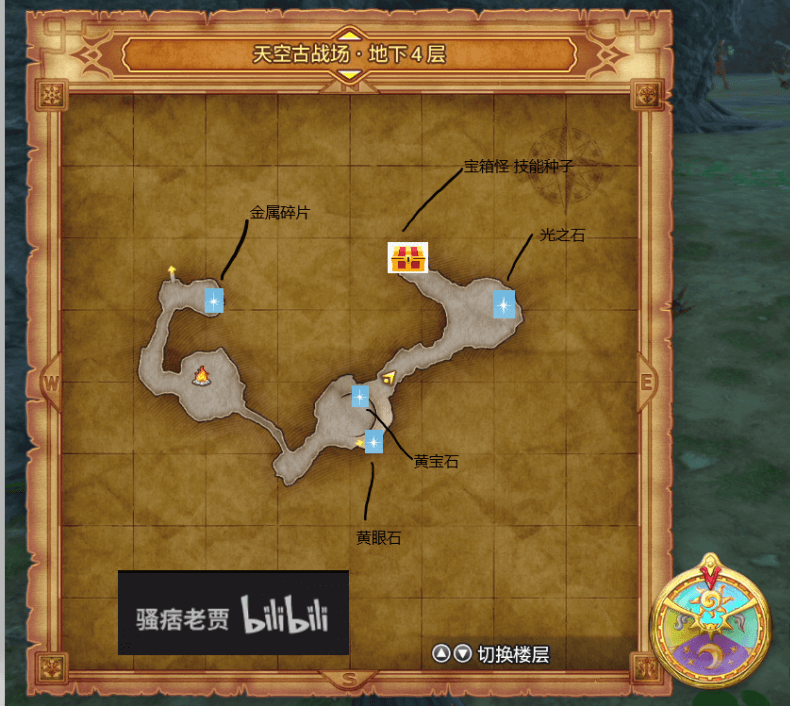 天空古战场·地下4层
N
宝箱怪 技能种子
金属碎片
光之石
W
E
黄宝石
黄眼石
骚痞老贾 bilibili
切换楼层
S